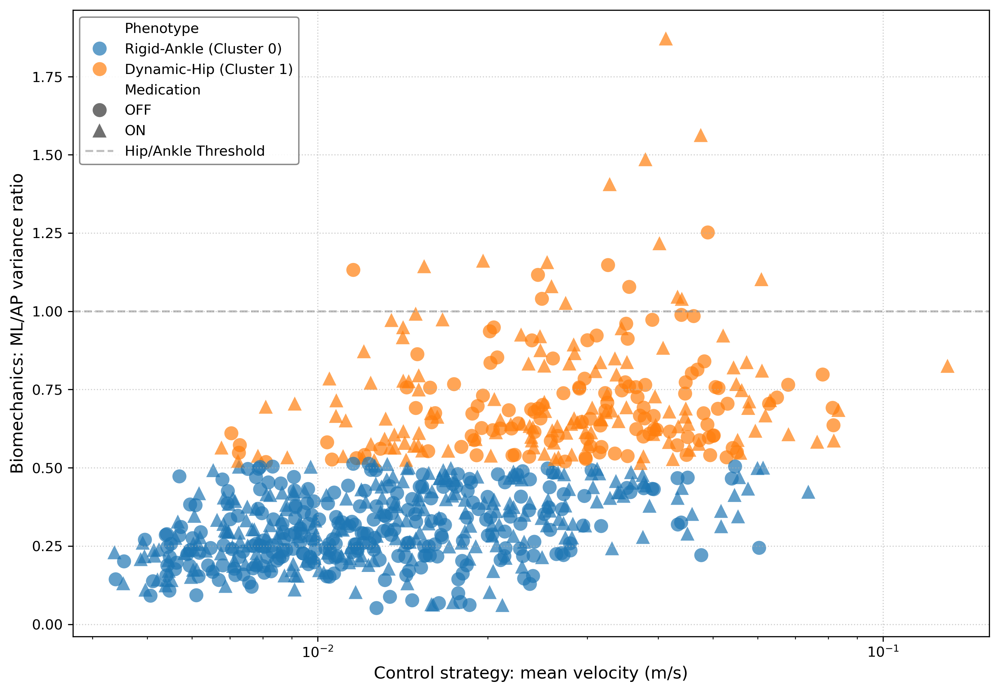 Phenotype
Rigid-Ankle (Cluster 0)
Dynamic-Hip (Cluster 1)
Medication
OFF
ON
Hip/Ankle Threshold
Biomechanics: ML/AP variance ratio
1.75
1.50
1.25
1.00
0.75
0.50
0.25
0.00
10⁻² 10⁻¹
Control strategy: mean velocity (m/s)